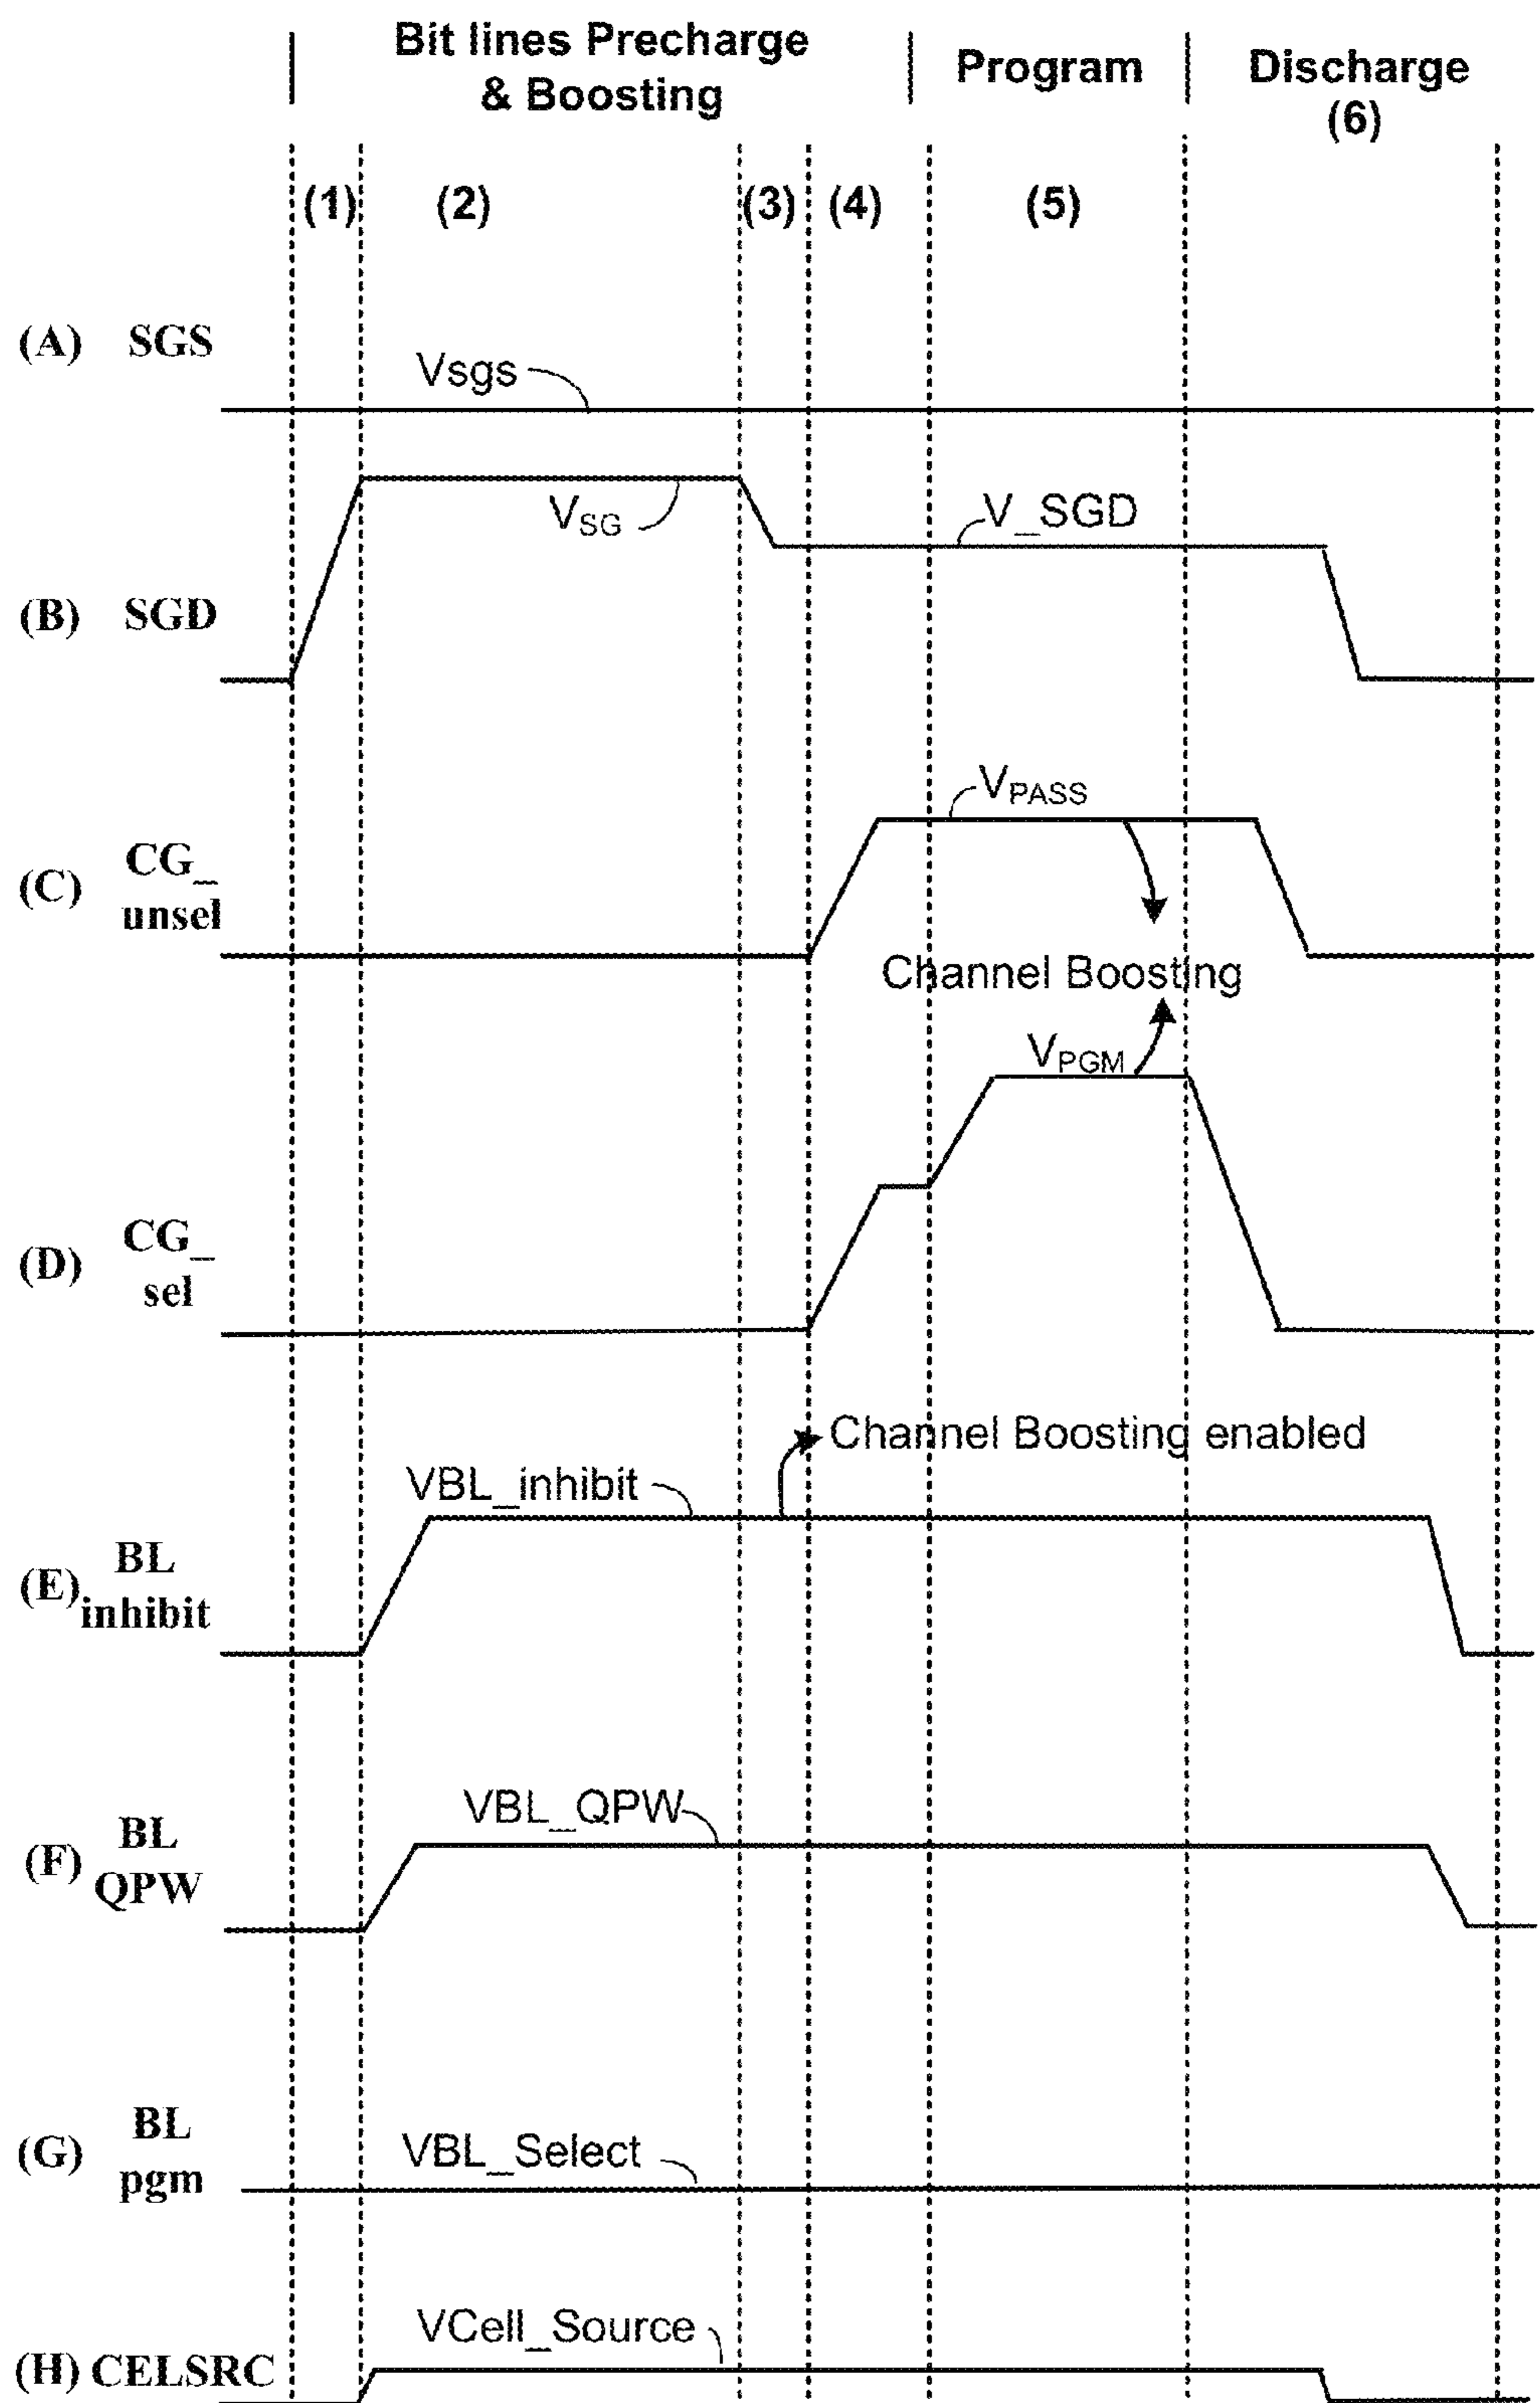 Bit lines Precharge
& Boosting
Program
Discharge
(6)
(1)
(2)
(3)
(4)
(5)
(A) SGS
Vsgs
VSG
V_SGD
(B) SGD
VPASS
(C) CG_
unsel
Channel Boosting
VPGM
(D) CG_
sel
Channel Boosting enabled
VBL_inhibit
(E) BL
inhibit
VBL_QPW
(F) BL
QPW
(G) BL
pgm
VBL_Select
VCell_Source
(H) CELSRC